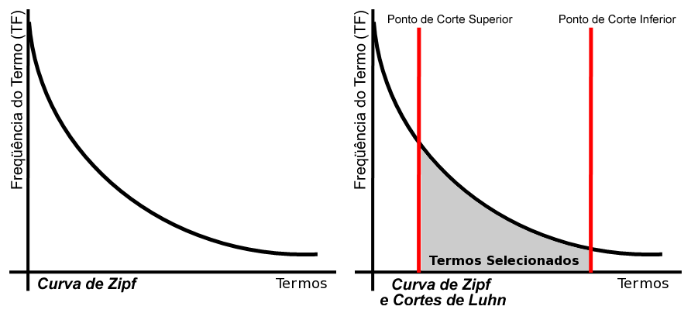 Freqüência do Termo (TF)
Curva de Zipf
Termos
Ponto de Corte Superior
Ponto de Corte Inferior
Freqüência do Termo (TF)
Termos Selecionados
Curva de Zipf
e Cortes de Luhn
Termos